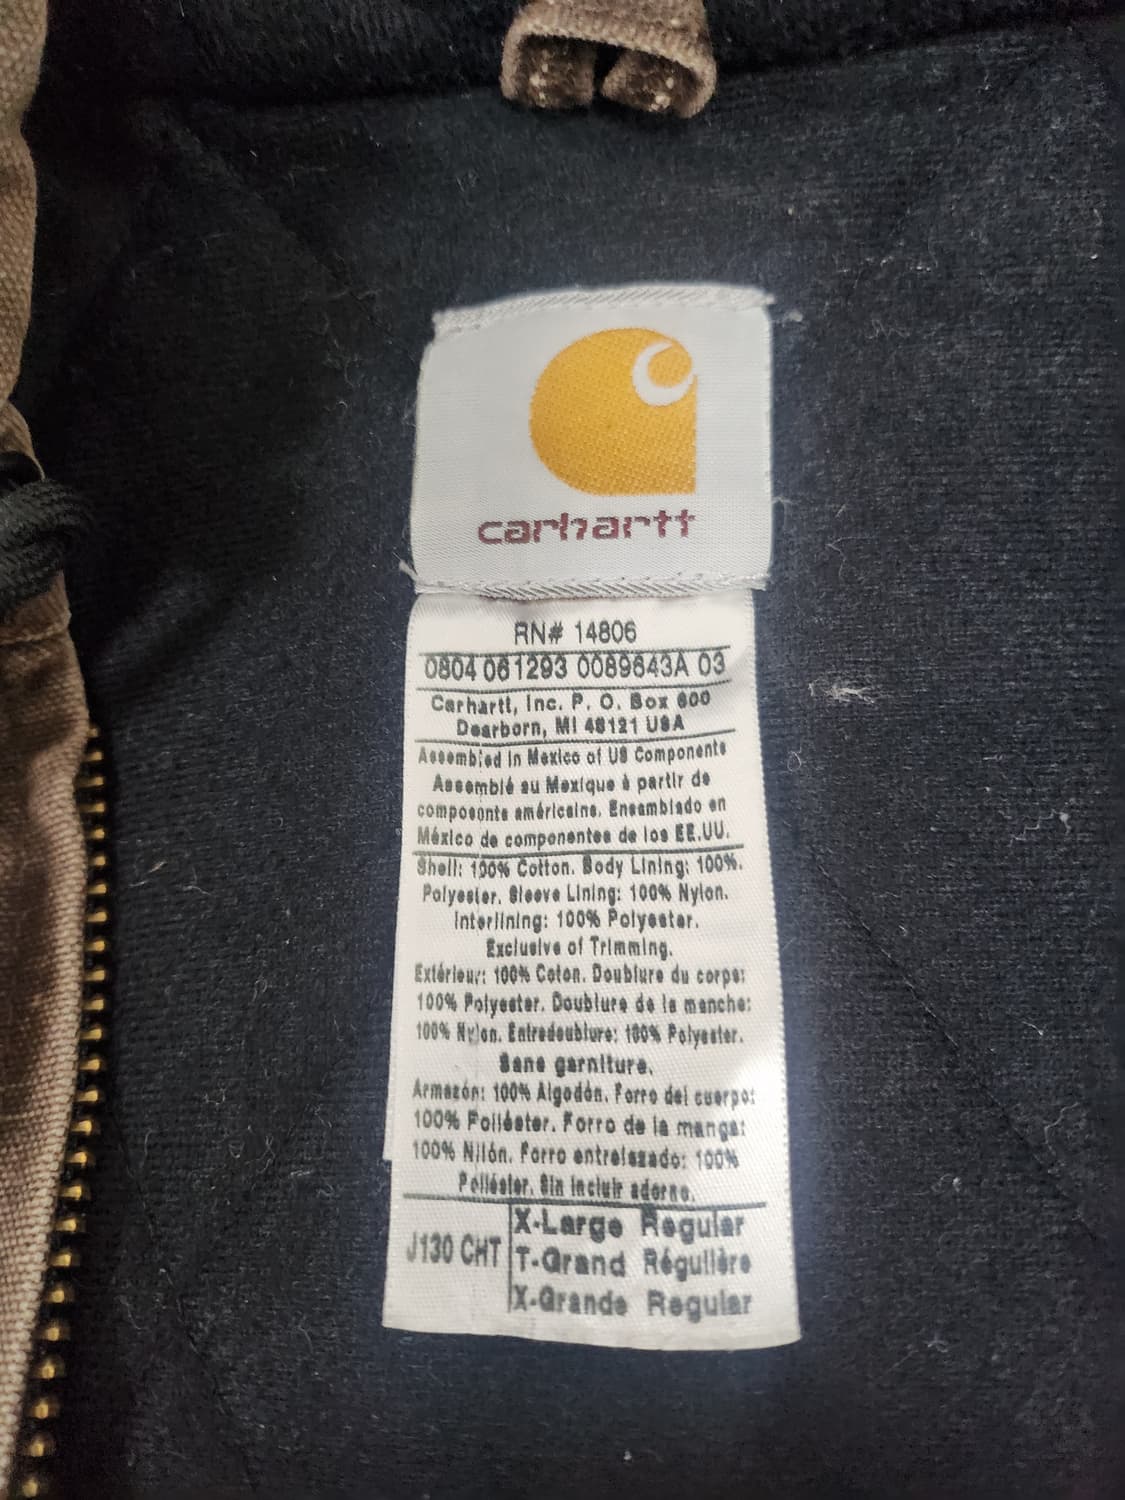 carhartt
RN# 14806
0804 061293 0089643A 03
Carhartt, Inc. P. O. Box 600
Dearborn, MI 48121 USA
Assembled in Mexico of US Components
Assemblé au Mexique à partir de
composants américains. Ensamblado en
México de componentes de los EE.UU.
Shell: 100% Cotton. Body Lining: 100%.
Polyester. Sleeve Lining: 100% Nylon.
Interlining: 100% Polyester.
Exclusive of Trimming.
Extérieur: 100% Coton. Doublure du corps:
100% Polyester. Doublure de la manche:
100% Nylon. Entredoublure: 100% Polyester.
Sans garniture.
Armazón: 100% Algodón. Forro del cuerpo:
100% Poliéster. Forro de la manga:
100% Nilón. Forro entrelazado: 100%
Poliéster. Sin incluir adorno.
J130 CHT
X-Large Regular
T-Grand Régulière
X-Grande Regular